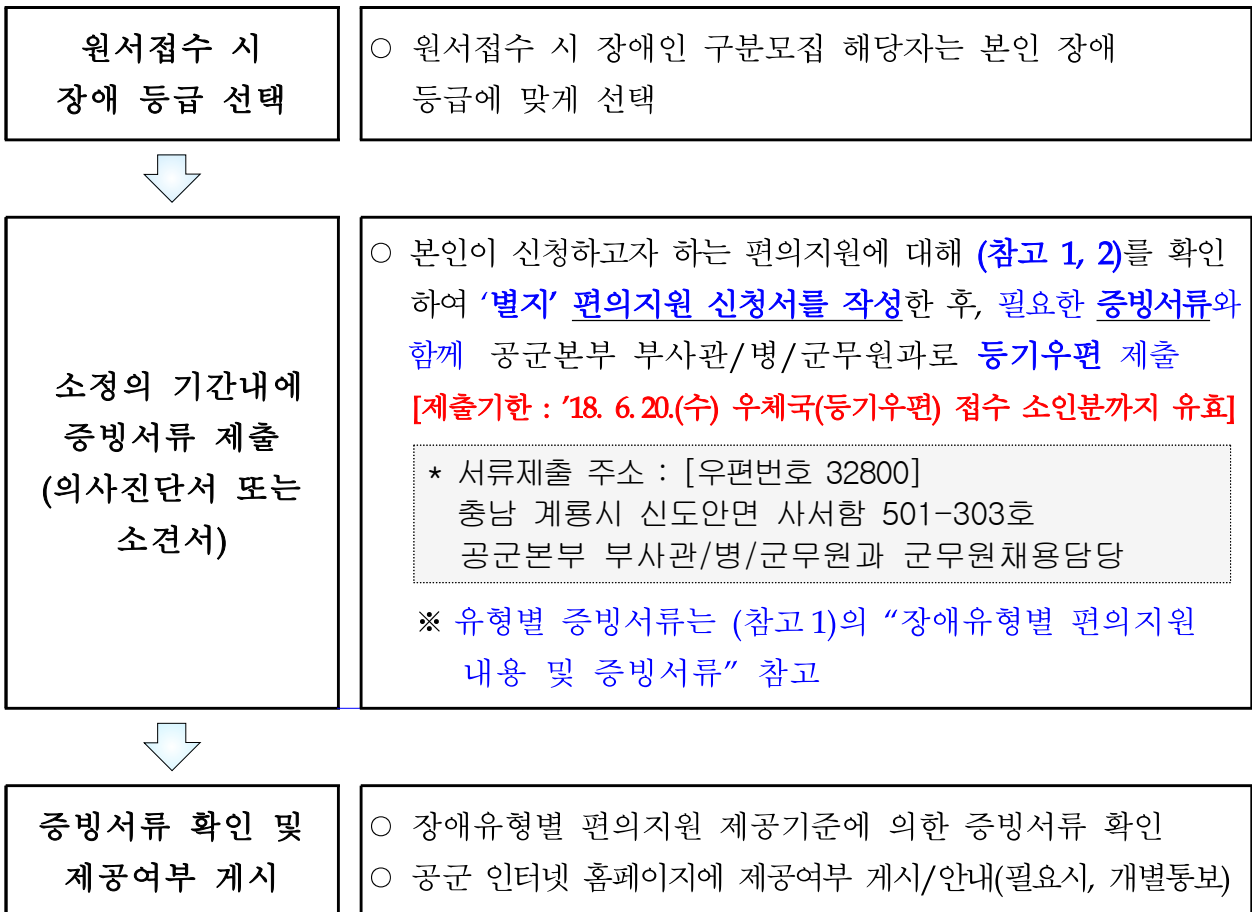 원서접수 시
장애 등급 선택
○ 원서접수 시 장애인 구분모집 해당자는 본인 장애
등급에 맞게 선택
소정의 기간내에
증빙서류 제출
(의사진단서 또는
소견서)
○ 본인이 신청하고자 하는 편의지원에 대해 (참고 1, 2)를 확인
하여 ‘별지’ 편의지원 신청서를 작성한 후, 필요한 증빙서류와
함께 공군본부 부사관/병/군무원과로 등기우편 제출
[제출기한 : ’18. 6. 20.(수) 우체국(등기우편) 접수 소인분까지 유효]
* 서류제출 주소 : [우편번호 32800]
충남 계룡시 신도안면 사서함 501-303호
공군본부 부사관/병/군무원과 군무원채용담당
※ 유형별 증빙서류는 (참고 1)의 “장애유형별 편의지원
내용 및 증빙서류” 참고
증빙서류 확인 및
제공여부 게시
○ 장애유형별 편의지원 제공기준에 의한 증빙서류 확인
○ 공군 인터넷 홈페이지에 제공여부 게시/안내(필요시, 개별통보)